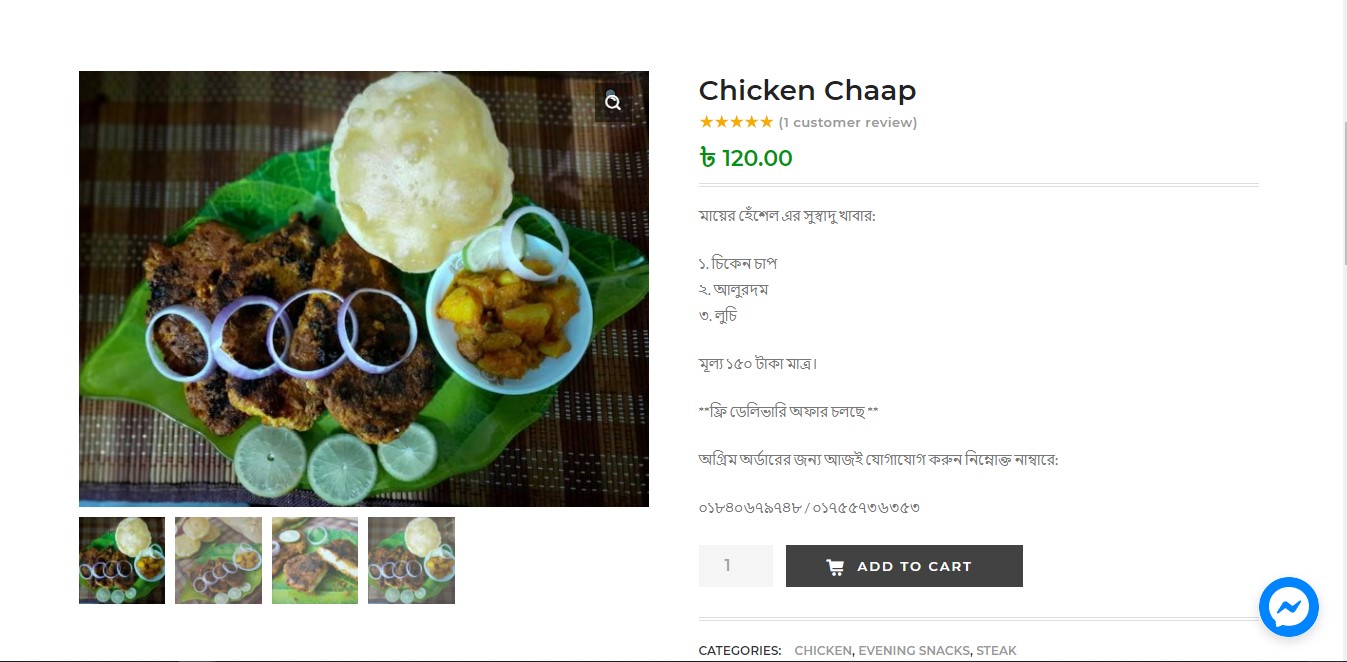 Chicken Chaap
★★★★★ (1 customer review)
৳ 120.00
মায়ের হেঁশেল এর সুস্বাদু খাবার:
১. চিকেন চাপ
২. আলুরদম
৩. লুচি
মূল্য ১৫০ টাকা মাত্র।
**ফ্রি ডেলিভারি অফার চলছে **
অগ্রিম অর্ডারের জন্য আজই যোগাযোগ করুন নিম্নোক্ত নাম্বারে:
০১৮৪০৬৭৯৭৪৮ / ০১৭৫৫৭৩৬৩৫৩
1
ADD TO CART
CATEGORIES: CHICKEN, EVENING SNACKS, STEAK